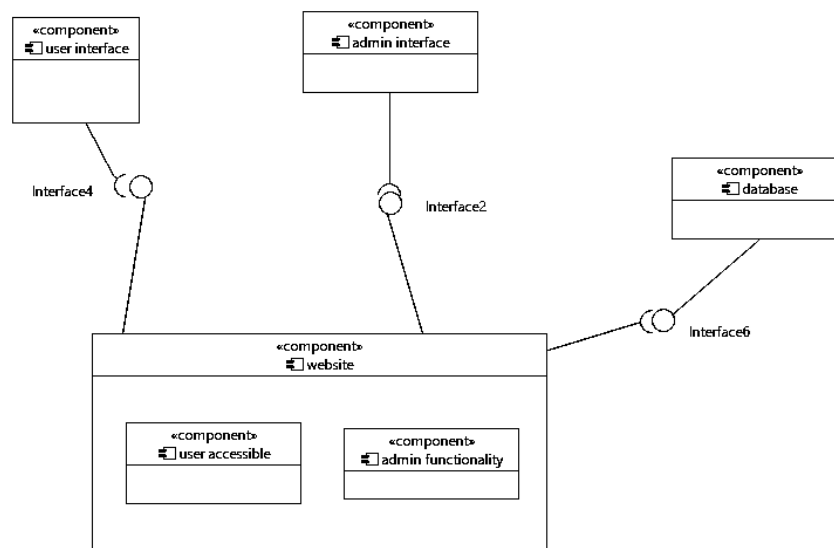 «component»
user interface
«component»
admin interface
Interface4
Interface2
«component»
database
Interface6
«component»
website
«component»
user accessible
«component»
admin functionality